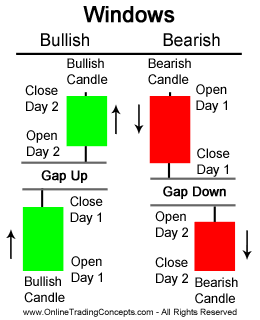 Windows
Bullish
Bearish
Bullish
Candle
Close
Day 2
Open
Day 2
Gap Up
Close
Day 1
Open
Day 1
Bullish
Candle
Bearish
Candle
Open
Day 1
Close
Day 1
Gap Down
Open
Day 2
Close
Day 2
Bearish
Candle
www.OnlineTradingConcepts.com - All Rights Reserved